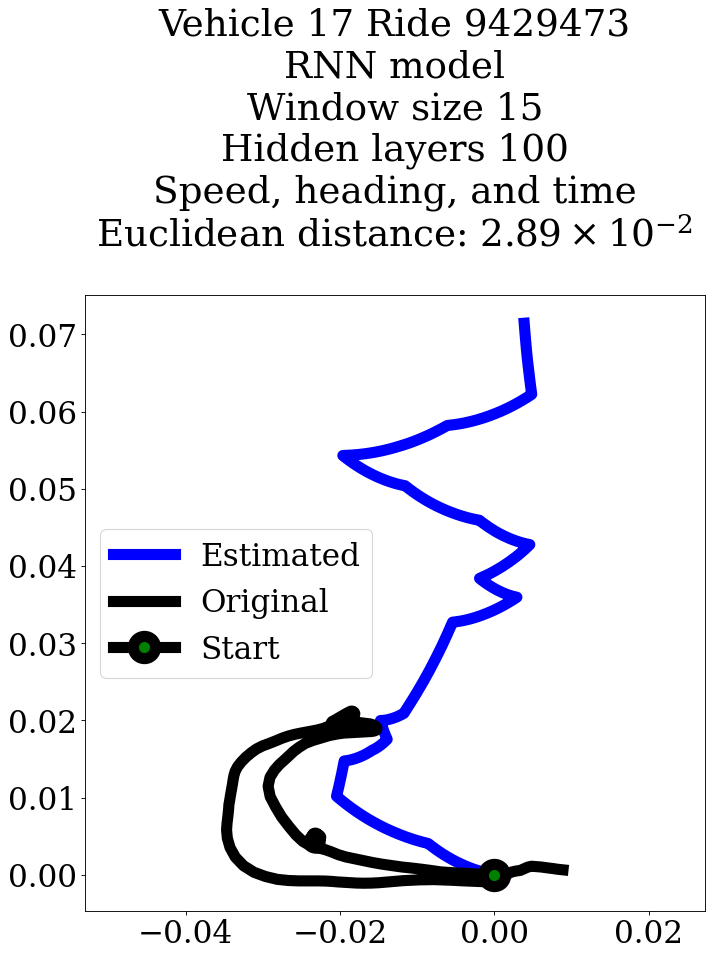 Vehicle 17 Ride 9429473
RNN model
Window size 15
Hidden layers 100
Speed, heading, and time
Euclidean distance: 2.89 × 10⁻²
0.07
0.06
0.05
0.04
0.03
0.02
0.01
0.00
Estimated
Original
Start
−0.04
−0.02
0.00
0.02